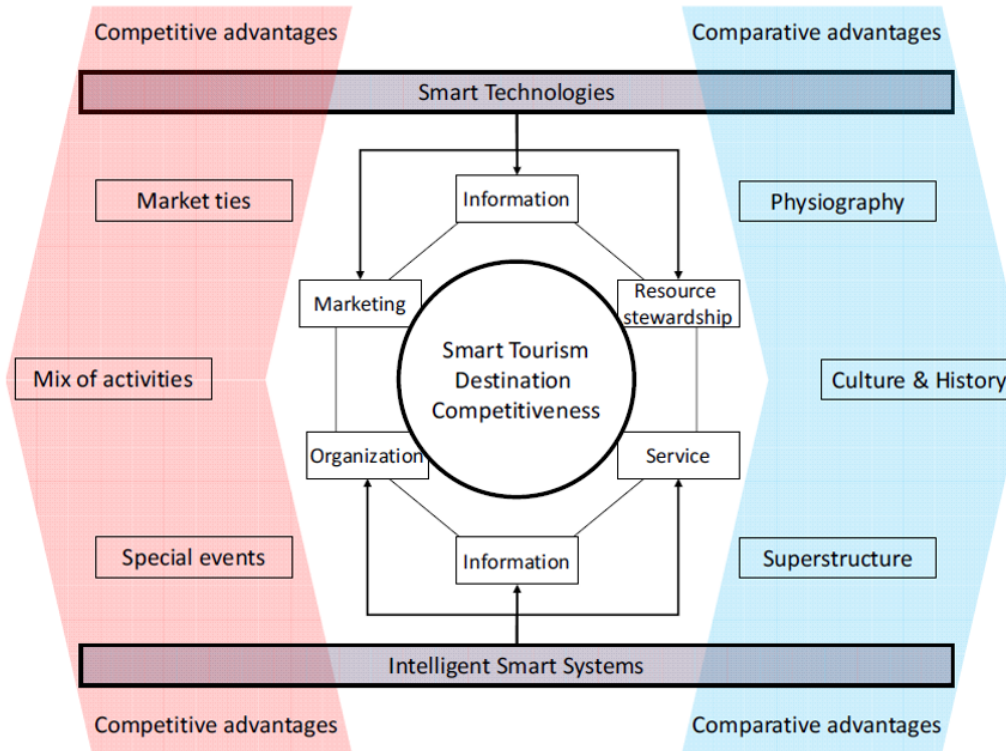 Competitive advantages
Comparative advantages
Smart Technologies
Market ties
Information
Physiography
Marketing
Resource
stewardship
Mix of activities
Smart Tourism
Destination
Competitiveness
Culture & History
Organization
Service
Special events
Information
Superstructure
Intelligent Smart Systems
Competitive advantages
Comparative advantages